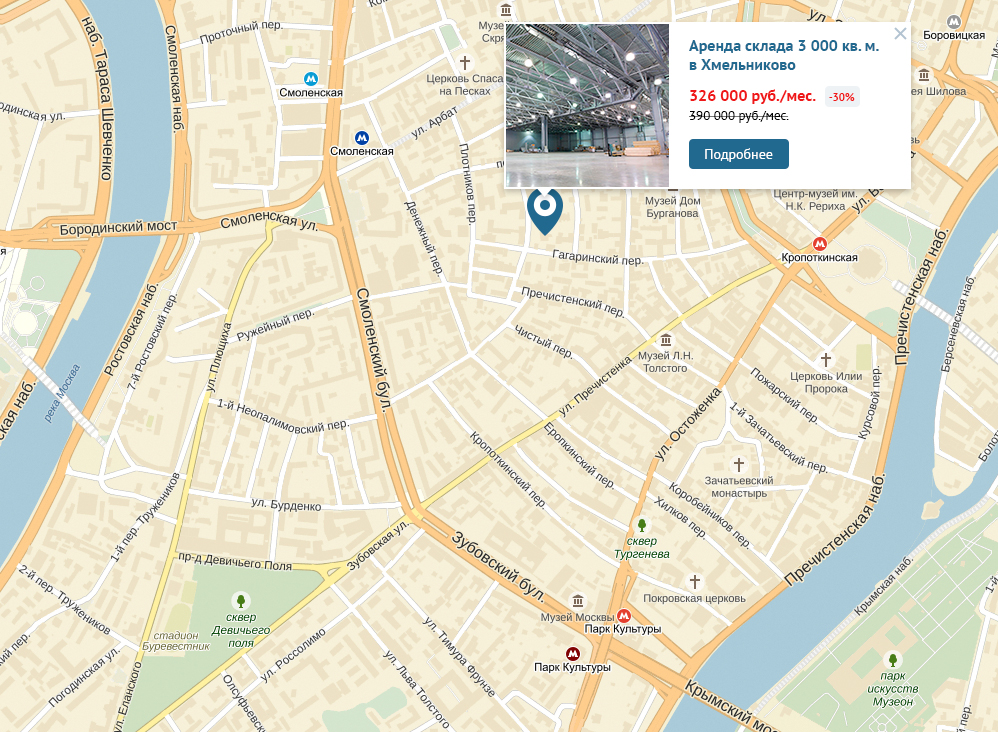 Проточный пер.
Смоленская наб.
наб. Тараса Шевченко
Смоленская
Смоленская
Церковь Спаса
на Песках
ул. Арбат
Боровицкая
Аренда склада 3 000 кв. м.
в Хмельниково
326 000 руб./мес.
-30%
390 000 руб./мес.
Подробнее
Плотников пер.
Денежный пер.
Музей Дом
Бурганова
Центр-музей им.
Н.К. Рериха
Бородинский мост
Смоленская ул.
Гагаринский пер.
Кропоткинская
Пречистенская наб.
Берсеневская наб.
Ростовская наб.
7-й Ростовский пер.
ул. Плющиха
Ружейный пер.
Смоленский бул.
Пречистенский пер.
Чистый пер.
Музей Л.Н.
Толстого
Церковь Илии
Пророка
Курсовой пер.
Пожарский пер.
река Москва
1-й Неопалимовский пер.
ул. Пречистенка
ул. Остоженка
1-й Зачатьевский пер.
Кропоткинский пер.
Еропкинский пер.
Зачатьевский
монастырь
Коробейников пер.
Хилков пер.
ул. Бурденко
1-й пер. Тружеников
Зубовская ул.
Зубовский бул.
пр-д Девичьего Поля
сквер
Тургенева
Пречистенская наб.
Крымская наб.
2-й пер. Тружеников
сквер
Девичьего
поля
стадион
Буревестник
Покровская церковь
Музей Москвы
Парк Культуры
Парк Культуры
Погодинская ул.
ул. Еланского
ул. Россолимо
ул. Тимура Фрунзе
ул. Льва Толстого
Крымский мост
парк
искусств
Музеон